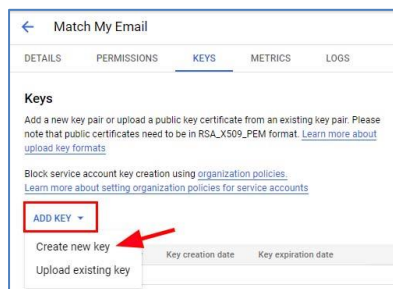 Match My Email
DETAILS PERMISSIONS KEYS METRICS LOGS
Keys
Add a new key pair or upload a public key certificate from an existing key pair. Please
note that public certificates need to be in RSA_X509_PEM format. Learn more about
upload key formats
Block service account key creation using organization policies.
Learn more about setting organization policies for service accounts
ADD KEY
Create new key
Key creation date Key expiration date
Upload existing key